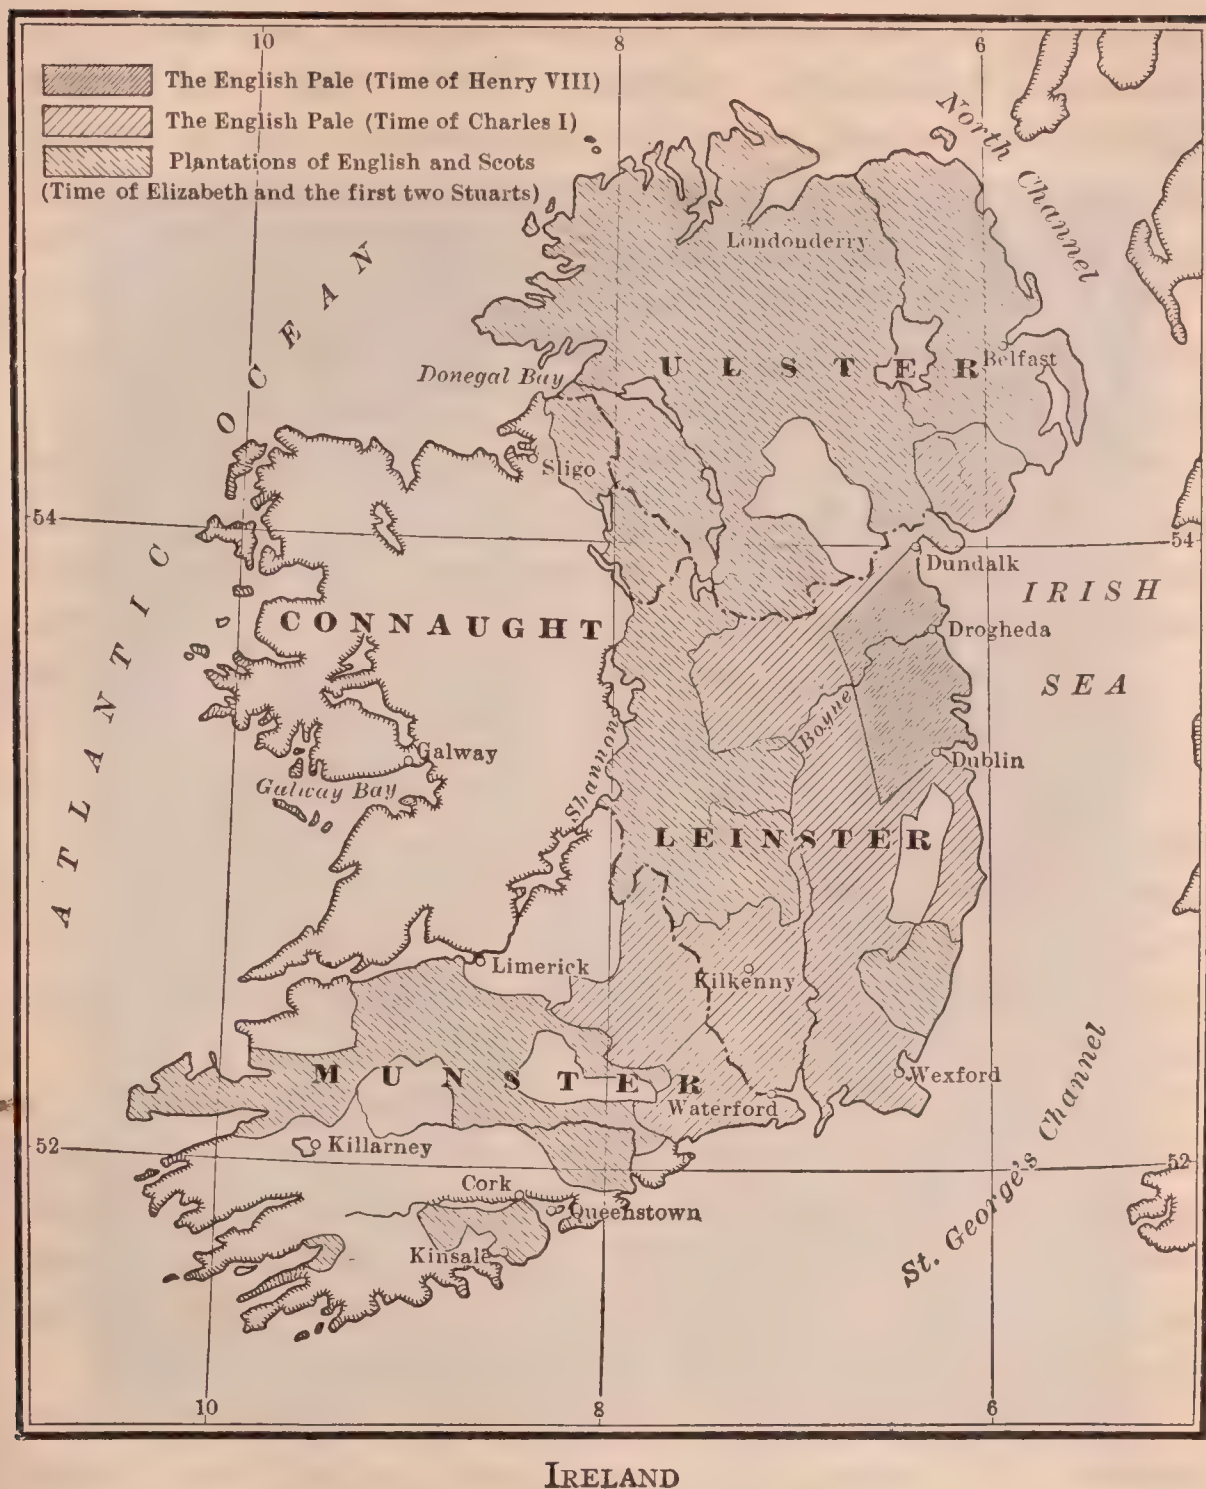 10 8 6
The English Pale (Time of Henry VIII)
The English Pale (Time of Charles I)
Plantations of English and Scots
(Time of Elizabeth and the first two Stuarts)
North Channel
ATLANTIC OCEAN
Londonderry
ULSTER
Belfast
Donegal Bay
Sligo
54
54
Dundalk
IRISH
SEA
CONNAUGHT
Drogheda
Boyne
Shannon
Galway
Galway Bay
Dublin
LEINSTER
Limerick
Kilkenny
MUNSTER
Wexford
Waterford
St. George's Channel
52
52
Killarney
Cork
Queenstown
Kinsale
10 8 6
IRELAND